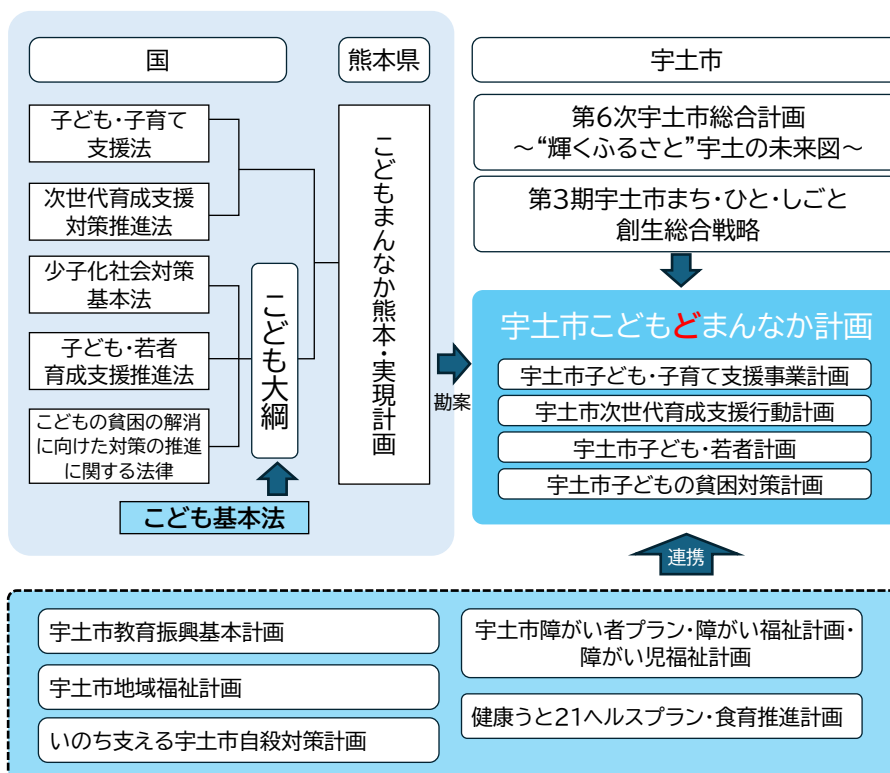 国
子ども・子育て
支援法
次世代育成支援
対策推進法
少子化社会対策
基本法
子ども・若者
育成支援推進法
こどもの貧困の解消
に向けた対策の推進
に関する法律
こども大綱
こども基本法
熊本県
こどもまんなか熊本・実現計画
勘案
宇土市
第6次宇土市総合計画
~“輝くふるさと”宇土の未来図~
第3期宇土市まち・ひと・しごと
創生総合戦略
宇土市こどもどまんなか計画
宇土市子ども・子育て支援事業計画
宇土市次世代育成支援行動計画
宇土市子ども・若者計画
宇土市子どもの貧困対策計画
連携
宇土市教育振興基本計画
宇土市地域福祉計画
いのち支える宇土市自殺対策計画
宇土市障がい者プラン・障がい福祉計画・
障がい児福祉計画
健康うと21ヘルスプラン・食育推進計画